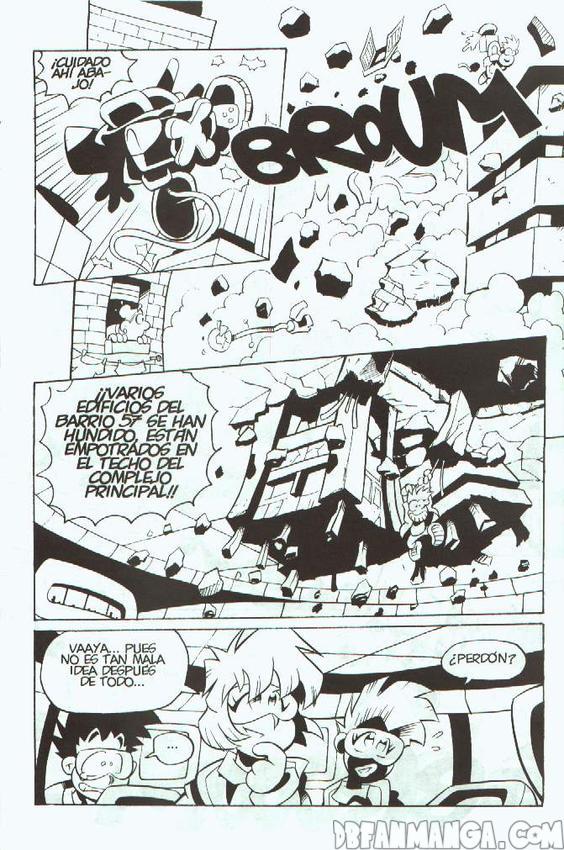 ¡CUIDADO
AHÍ ABA-
JO!
BROUM
¡¡VARIOS
EDIFICIOS DEL
BARRIO 57 SE HAN
HUNDIDO, ESTÁN
EMPOTRADOS EN
EL TECHO DEL
COMPLEJO
PRINCIPAL!!
VAAYA... PUES
NO ES TAN MALA
IDEA DESPUES
DE TODO...
...
¿PERDÓN?
DBFANMANGA.COM